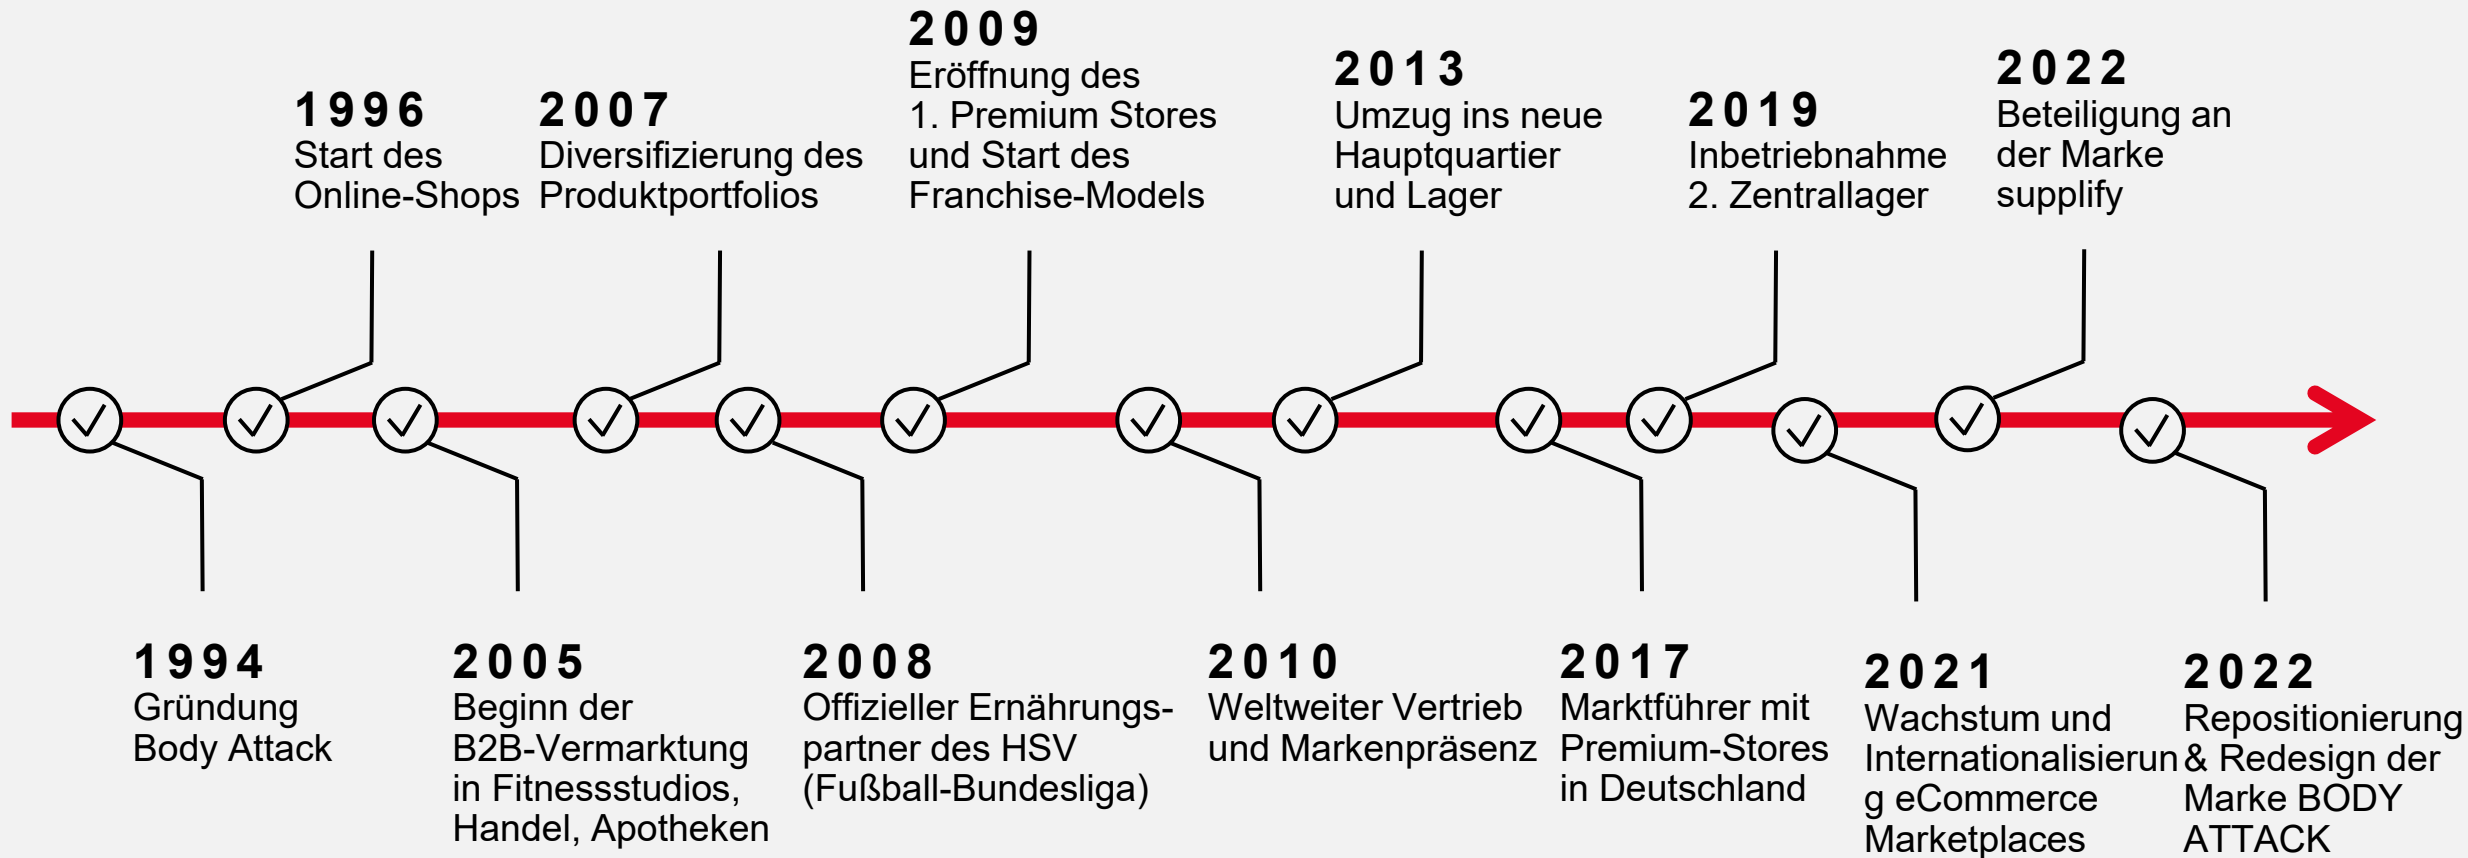 1994
Gründung
Body Attack
1996
Start des
Online-Shops
2005
Beginn der
B2B-Vermarktung
in Fitnessstudios,
Handel, Apotheken
2007
Diversifizierung des
Produktportfolios
2008
Offizieller Ernährungs-
partner des HSV
(Fußball-Bundesliga)
2009
Eröffnung des
1. Premium Stores
und Start des
Franchise-Models
2010
Weltweiter Vertrieb
und Markenpräsenz
2013
Umzug ins neue
Hauptquartier
und Lager
2017
Marktführer mit
Premium-Stores
in Deutschland
2019
Inbetriebnahme
2. Zentrallager
2021
Wachstum und
Internationalisierun
g eCommerce
Marketplaces
2022
Beteiligung an
der Marke
supplify
2022
Repositionierung
& Redesign der
Marke BODY
ATTACK